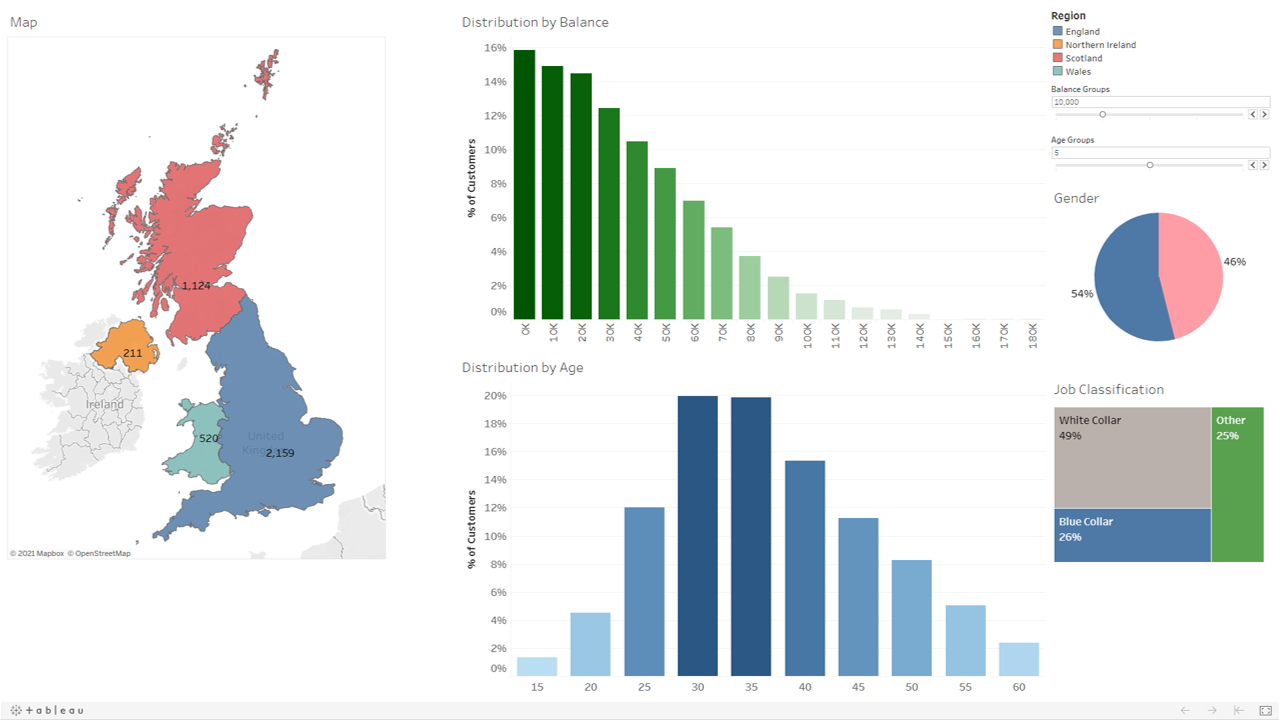 Map
1,124
211
Ireland
520
United
2,159
© 2021 Mapbox © OpenStreetMap
Distribution by Balance
% of Customers
16%
14%
12%
10%
8%
6%
4%
2%
0%
0K
10K
20K
30K
40K
50K
60K
70K
80K
90K
100K
110K
120K
130K
140K
150K
160K
170K
180K
Distribution by Age
% of Customers
20%
18%
16%
14%
12%
10%
8%
6%
4%
2%
0%
15
20
25
30
35
40
45
50
55
60
Region
England
Northern Ireland
Scotland
Wales
Balance Groups
10,000
Age Groups
5
Gender
46%
54%
Job Classification
White Collar
49%
Other
25%
Blue Collar
26%
+ a b l e a u